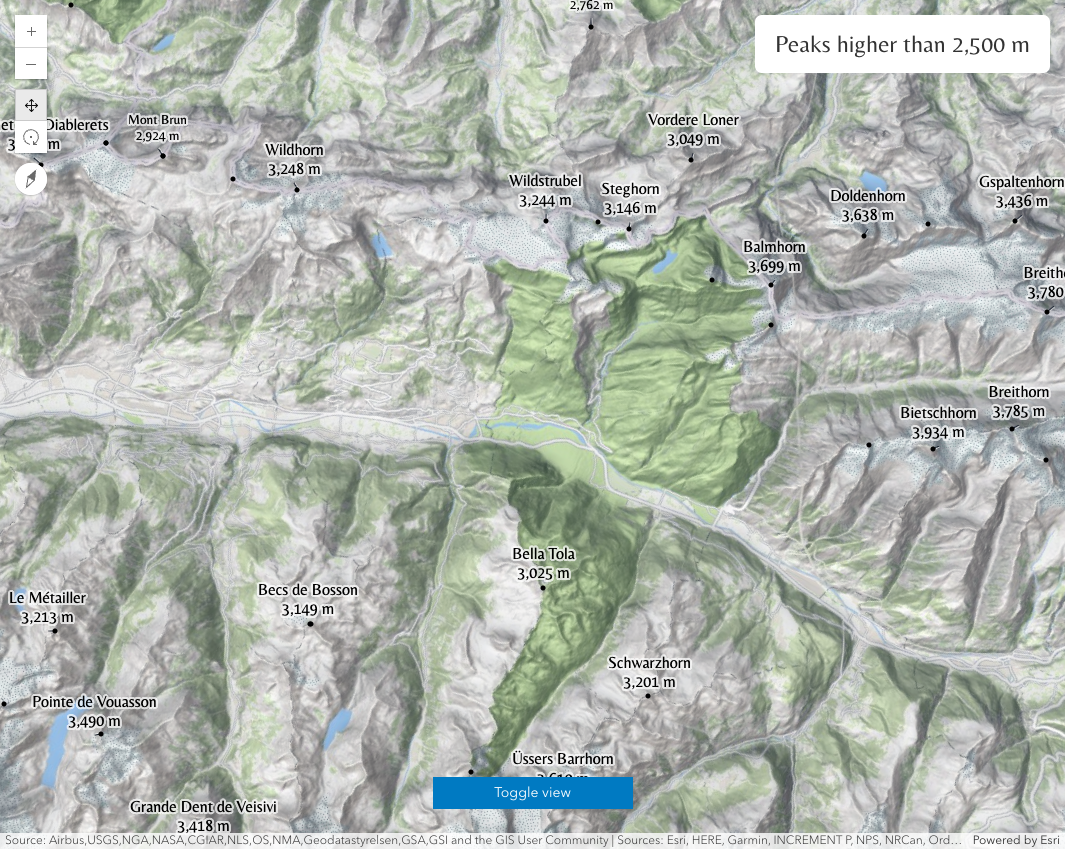 2,762 m
Peaks higher than 2,500 m
+
−
Diablerets
Mont Brun
2,924 m
Vordere Loner
3,049 m
Wildhorn
3,248 m
Wildstrubel
3,244 m
Steghorn
3,146 m
Doldenhorn
3,638 m
Gspaltenhorn
3,436 m
Balmhorn
3,699 m
Breitho
3,780
Breithorn
3,785 m
Bietschhorn
3,934 m
Bella Tola
3,025 m
Becs de Bosson
3,149 m
Le Métailler
3,213 m
Schwarzhorn
3,201 m
Pointe de Vouasson
3,490 m
Üssers Barrhorn
Toggle view
Grande Dent de Veisivi
3,418 m
Source: Airbus,USGS,NGA,NASA,CGIAR,NLS,OS,NMA,Geodatastyrelsen,GSA,GSI and the GIS User Community | Sources: Esri, HERE, Garmin, INCREMENT P, NPS, NRCan, Ord... Powered by Esri